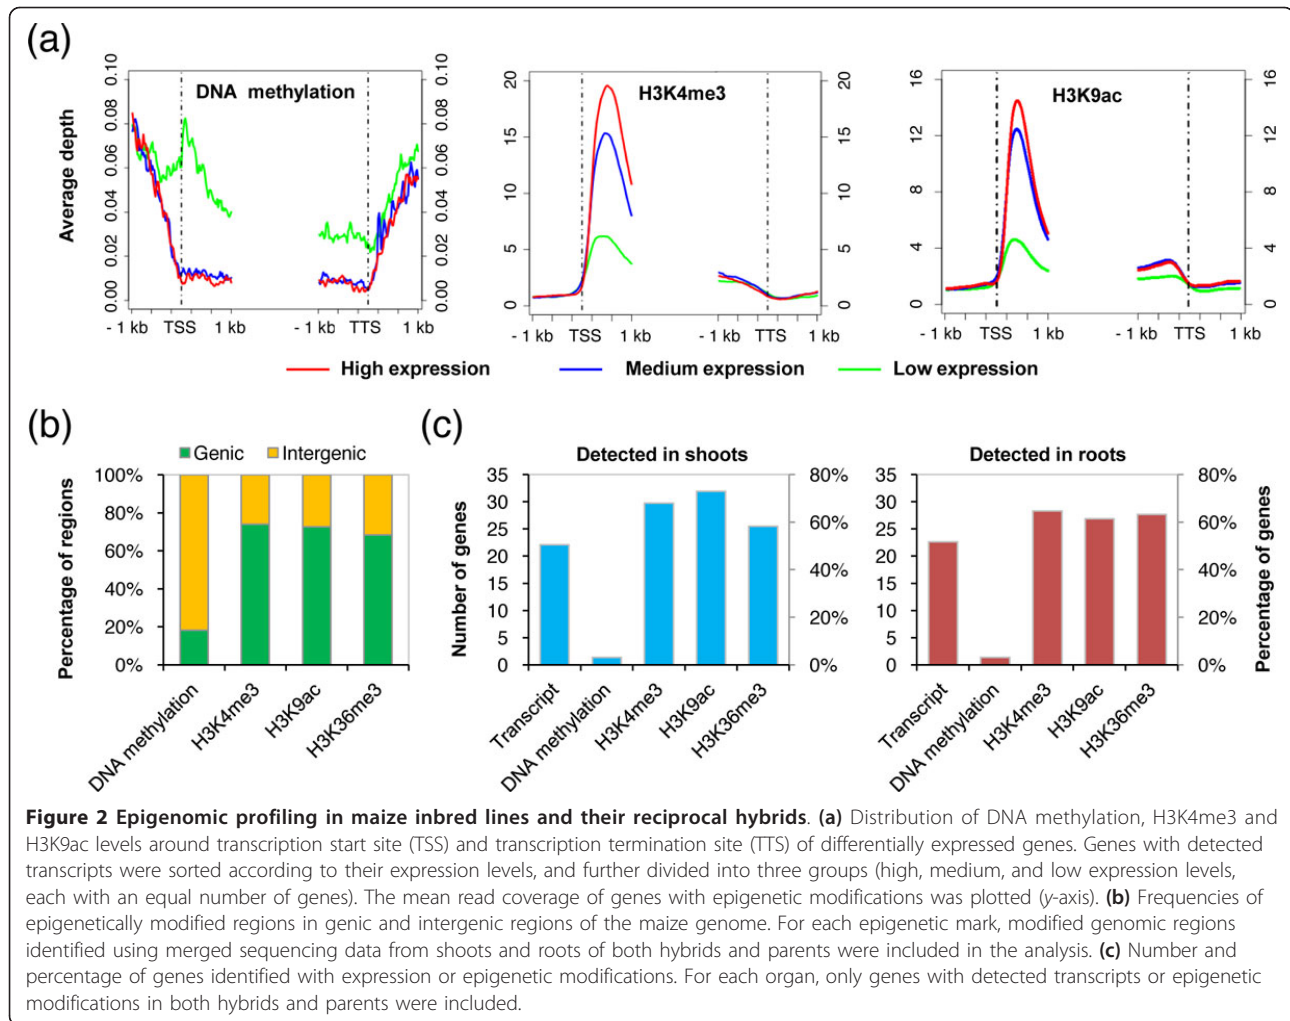 (a)
DNA methylation
H3K4me3
H3K9ac
Average depth
0.00 0.02 0.04 0.06 0.08 0.10
0.00 0.02 0.04 0.06 0.08 0.10
0 5 10 15 20
0 5 10 15 20
0 4 8 12 16
0 4 8 12 16
- 1 kb TSS 1 kb - 1 kb TTS 1 kb
- 1 kb TSS 1 kb - 1 kb TTS 1 kb
- 1 kb TSS 1 kb - 1 kb TTS 1 kb
High expression Medium expression Low expression
(b)
Genic Intergenic
Percentage of regions
100%
80%
60%
40%
20%
0%
DNA methylation
H3K4me3
H3K9ac
H3K36me3
(c)
Detected in shoots
Number of genes
35
30
25
20
15
10
5
0
80%
60%
40%
20%
0%
Transcript
DNA methylation
H3K4me3
H3K9ac
H3K36me3
Detected in roots
35
30
25
20
15
10
5
0
80%
60%
40%
20%
0%
Percentage of genes
Transcript
DNA methylation
H3K4me3
H3K9ac
H3K36me3
Figure 2 Epigenomic profiling in maize inbred lines and their reciprocal hybrids. (a) Distribution of DNA methylation, H3K4me3 and
H3K9ac levels around transcription start site (TSS) and transcription termination site (TTS) of differentially expressed genes. Genes with detected
transcripts were sorted according to their expression levels, and further divided into three groups (high, medium, and low expression levels,
each with an equal number of genes). The mean read coverage of genes with epigenetic modifications was plotted (y-axis). (b) Frequencies of
epigenetically modified regions in genic and intergenic regions of the maize genome. For each epigenetic mark, modified genomic regions
identified using merged sequencing data from shoots and roots of both hybrids and parents were included in the analysis. (c) Number and
percentage of genes identified with expression or epigenetic modifications. For each organ, only genes with detected transcripts or epigenetic
modifications in both hybrids and parents were included.